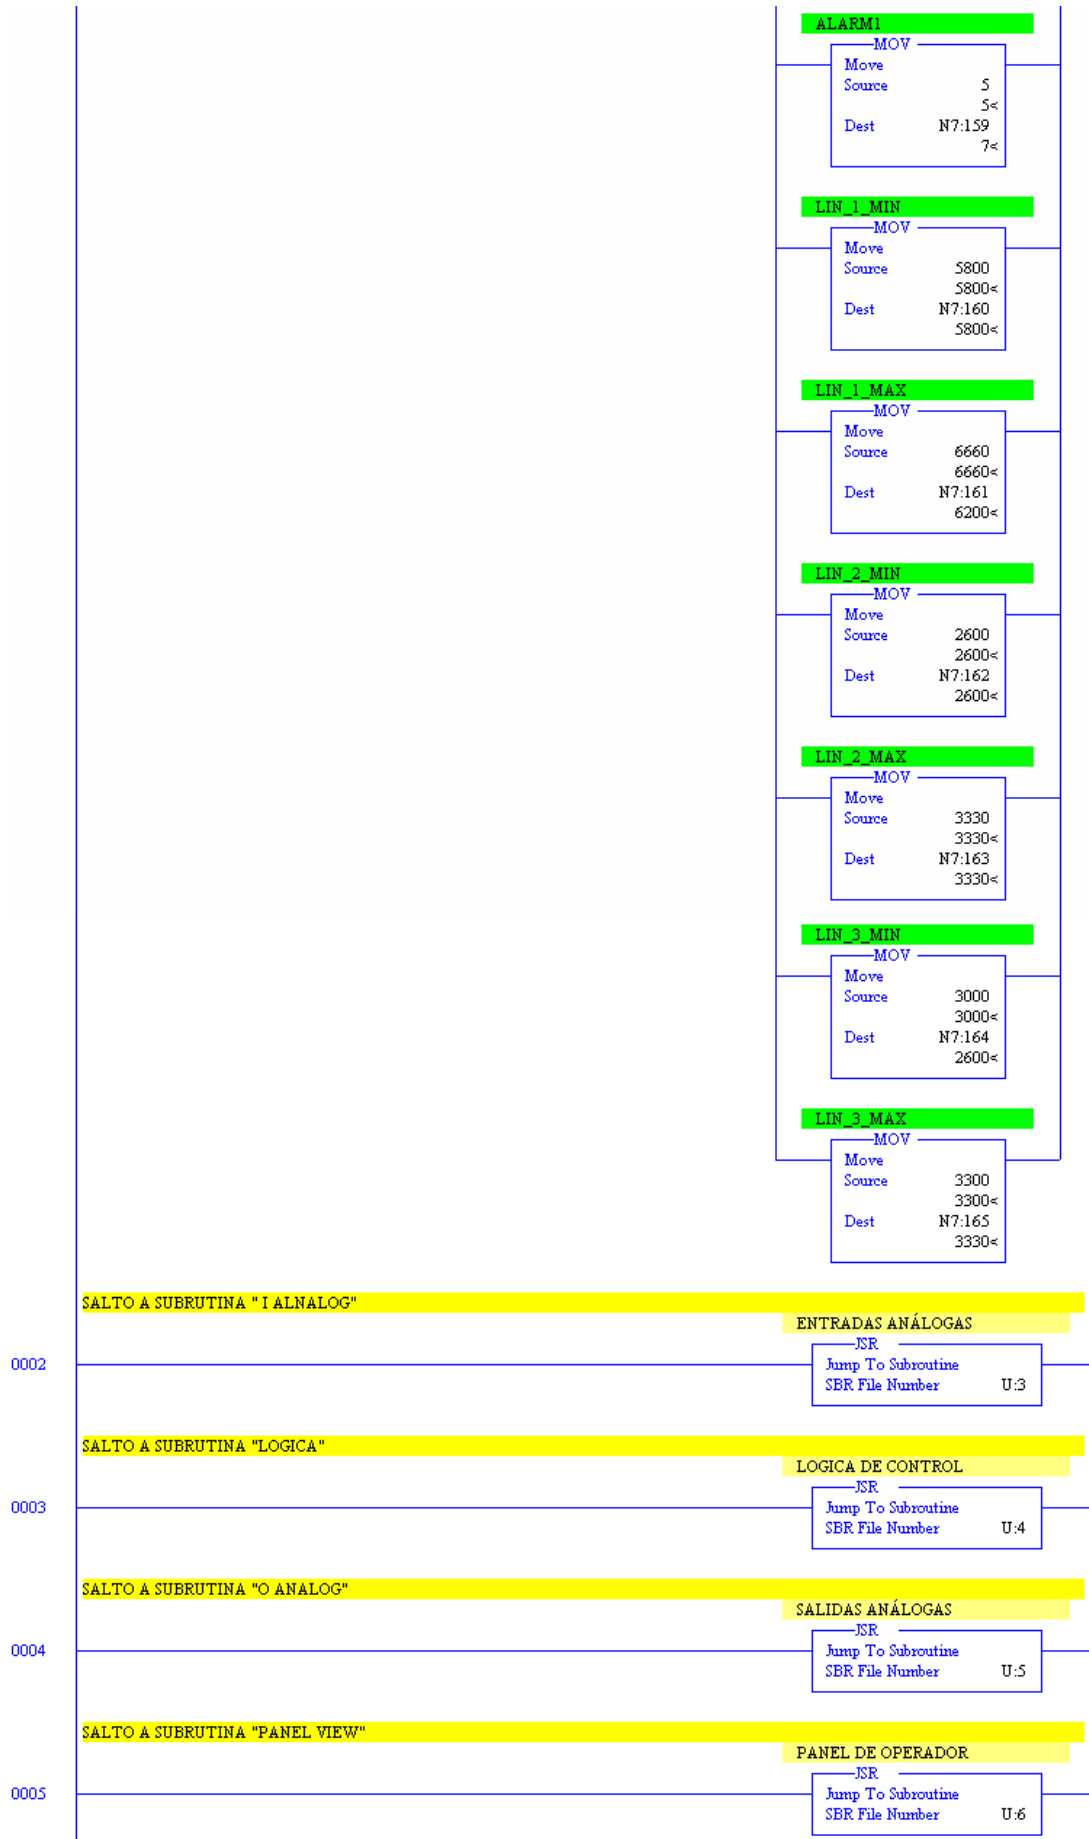 ALARM1
MOV
Move
Source 5
5<
Dest N7:159
7<
LIN_1_MIN
MOV
Move
Source 5800
5800<
Dest N7:160
5800<
LIN_1_MAX
MOV
Move
Source 6660
6660<
Dest N7:161
6200<
LIN_2_MIN
MOV
Move
Source 2600
2600<
Dest N7:162
2600<
LIN_2_MAX
MOV
Move
Source 3330
3330<
Dest N7:163
3330<
LIN_3_MIN
MOV
Move
Source 3000
3000<
Dest N7:164
2600<
LIN_3_MAX
MOV
Move
Source 3300
3300<
Dest N7:165
3330<
SALTO A SUBRUTINA " I ALNALOG"
ENTRADAS ANÁLOGAS
JSR
0002 Jump To Subroutine
SBR File Number U:3
SALTO A SUBRUTINA "LOGICA"
LOGICA DE CONTROL
JSR
0003 Jump To Subroutine
SBR File Number U:4
SALTO A SUBRUTINA "O ANALOG"
SALIDAS ANÁLOGAS
JSR
0004 Jump To Subroutine
SBR File Number U:5
SALTO A SUBRUTINA "PANEL VIEW"
PANEL DE OPERADOR
JSR
0005 Jump To Subroutine
SBR File Number U:6